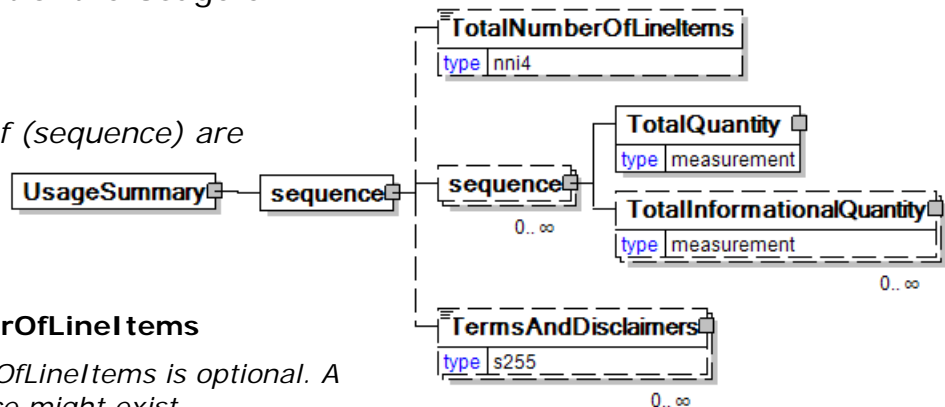 TotalNumberOfLineItems
type nni4
f (sequence) are
TotalQuantity
type measurement
UsageSummary
sequence
sequence
0.. ∞
TotalInformationalQuantity
type measurement
0.. ∞
rOfLineItems
TermsAndDisclaimers
type s255
0.. ∞
OfLineItems is optional. A